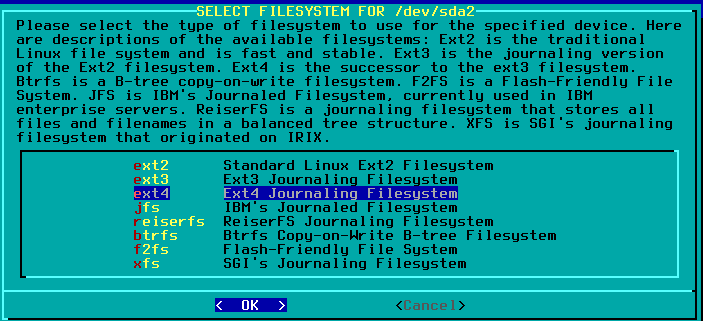 SELECT FILESYSTEM FOR /dev/sda2
Please select the type of filesystem to use for the specified device. Here
are descriptions of the available filesystems: Ext2 is the traditional
Linux file system and is fast and stable. Ext3 is the journaling version
of the Ext2 filesystem. Ext4 is the successor to the ext3 filesystem.
Btrfs is a B-tree copy-on-write filesystem. F2FS is a Flash-Friendly File
System. JFS is IBM's Journaled Filesystem, currently used in IBM
enterprise servers. ReiserFS is a journaling filesystem that stores all
files and filenames in a balanced tree structure. XFS is SGI's journaling
filesystem that originated on IRIX.
ext2 Standard Linux Ext2 Filesystem
ext3 Ext3 Journaling Filesystem
ext4 Ext4 Journaling Filesystem
jfs IBM's Journaled Filesystem
reiserfs ReiserFS Journaling Filesystem
btrfs Btrfs Copy-on-Write B-tree Filesystem
f2fs Flash-Friendly File System
xfs SGI's Journaling Filesystem
< OK > <Cancel>